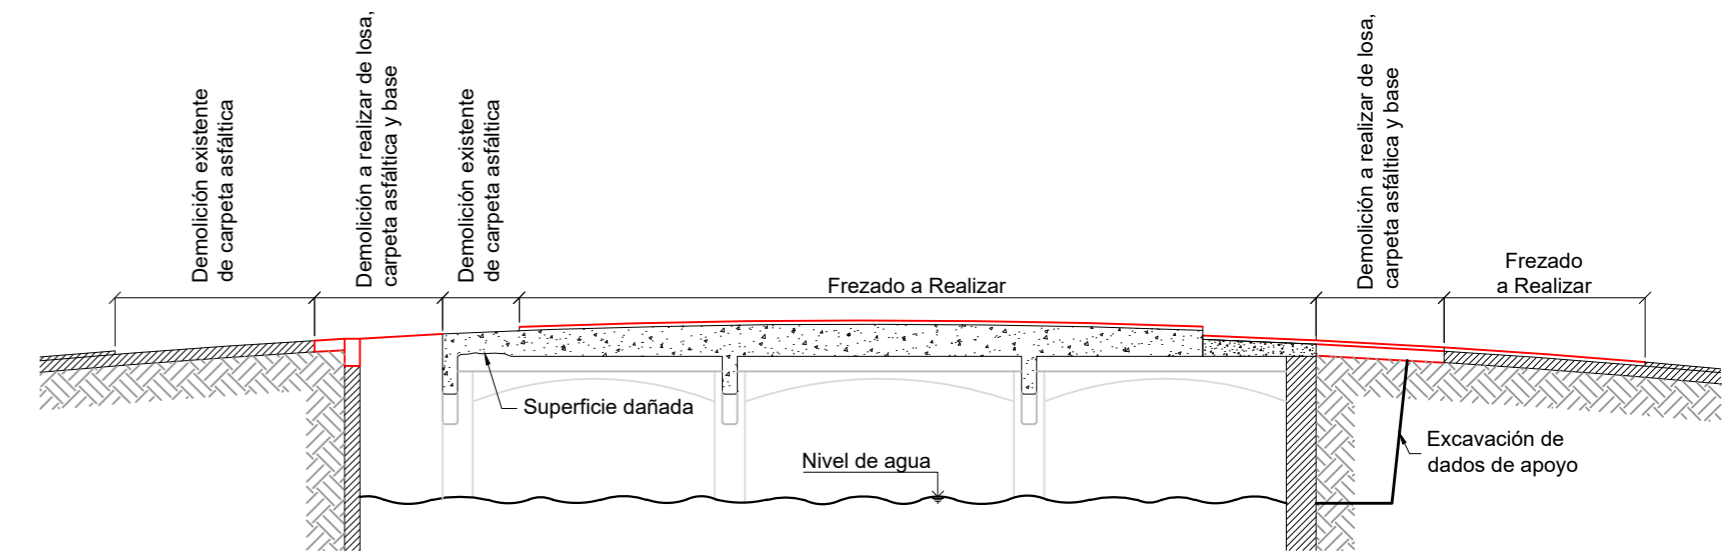 Demolición existente
de carpeta asfáltica
Demolición a realizar de losa,
carpeta asfáltica y base
Demolición existente
de carpeta asfáltica
Frezado a Realizar
Demolición a realizar de losa,
carpeta asfáltica y base
Frezado
a Realizar
Superficie dañada
Nivel de agua
Excavación de
dados de apoyo